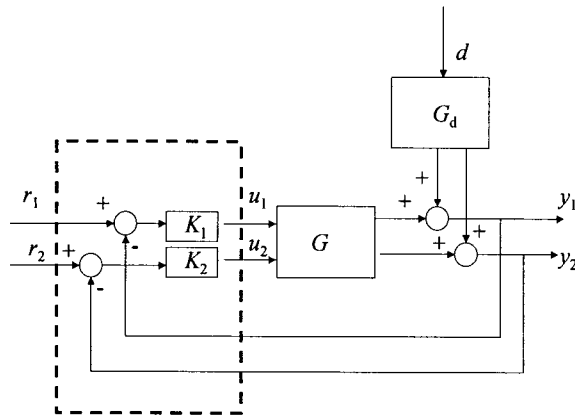 d
G_d
+
+
r_1
+
u_1
+
y_1
K_1
-
r_2
+
u_2
G
+
y_2
K_2
-